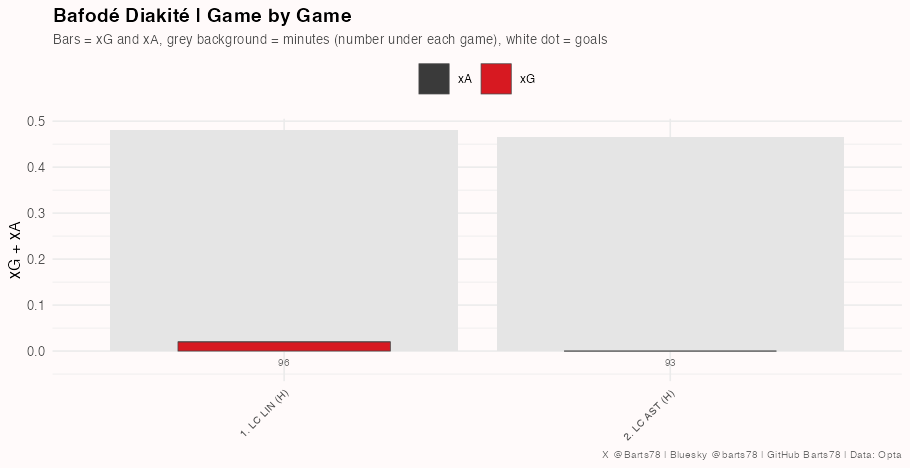 Bafodé Diakité | Game by Game
Bars = xG and xA, grey background = minutes (number under each game), white dot = goals
xA xG
xG + xA
0.5
0.4
0.3
0.2
0.1
0.0
96 93
1. LC LIN (H) 2. LC AST (H)
X @Barts78 | Bluesky @barts78 | GitHub Barts78 | Data: Opta